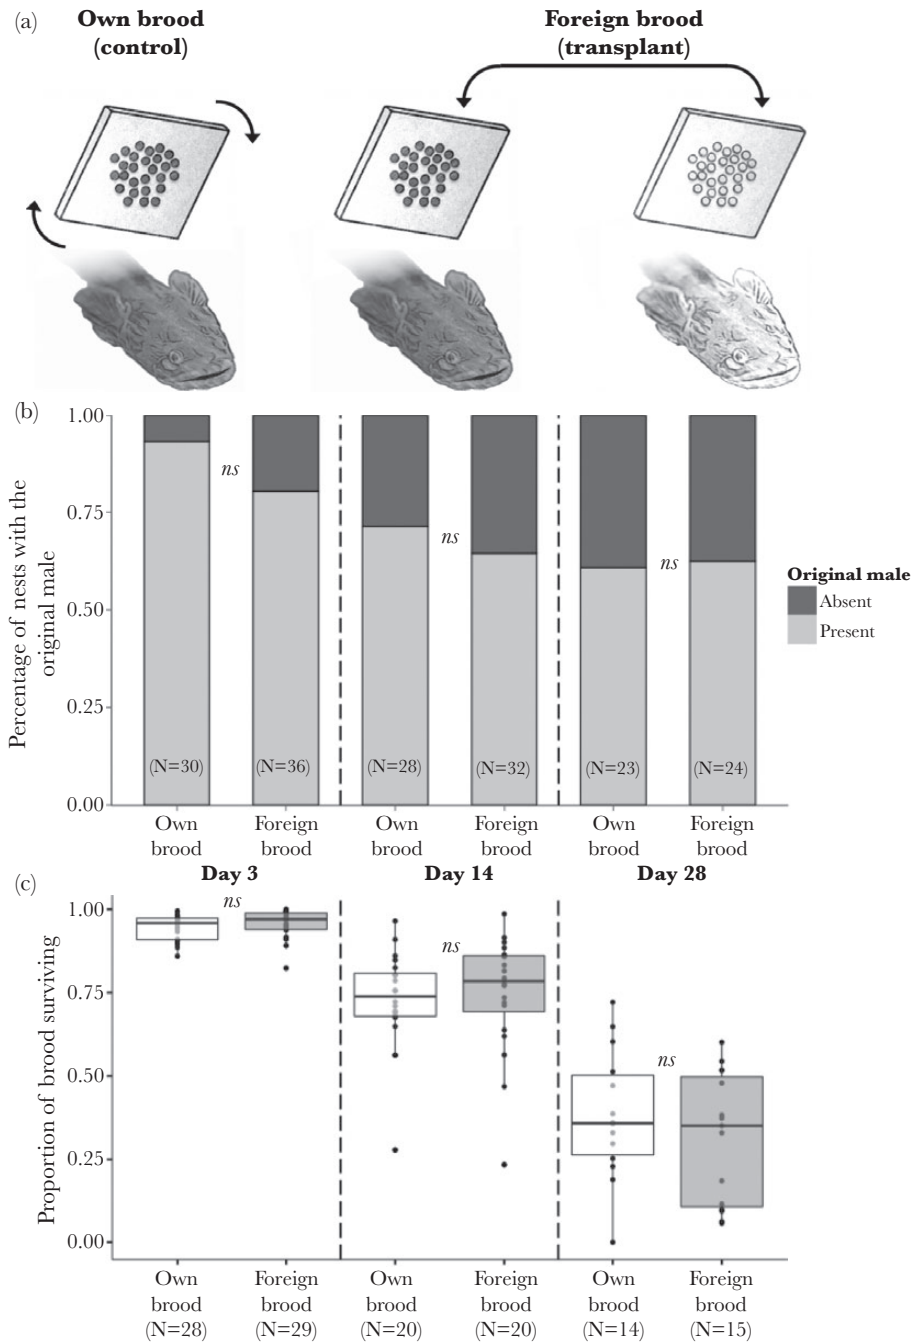 (a)
Own brood
(control)
Foreign brood
(transplant)
(b)
Percentage of nests with the
original male
1.00
0.75
0.50
0.25
0.00
ns
ns
ns
(N=30)
(N=36)
(N=28)
(N=32)
(N=23)
(N=24)
Original male
Absent
Present
Own
brood
Foreign
brood
Own
brood
Foreign
brood
Own
brood
Foreign
brood
Day 3
Day 14
Day 28
(c)
Proportion of brood surviving
1.00
0.75
0.50
0.25
0.00
ns
ns
ns
Own
brood
(N=28)
Foreign
brood
(N=29)
Own
brood
(N=20)
Foreign
brood
(N=20)
Own
brood
(N=14)
Foreign
brood
(N=15)